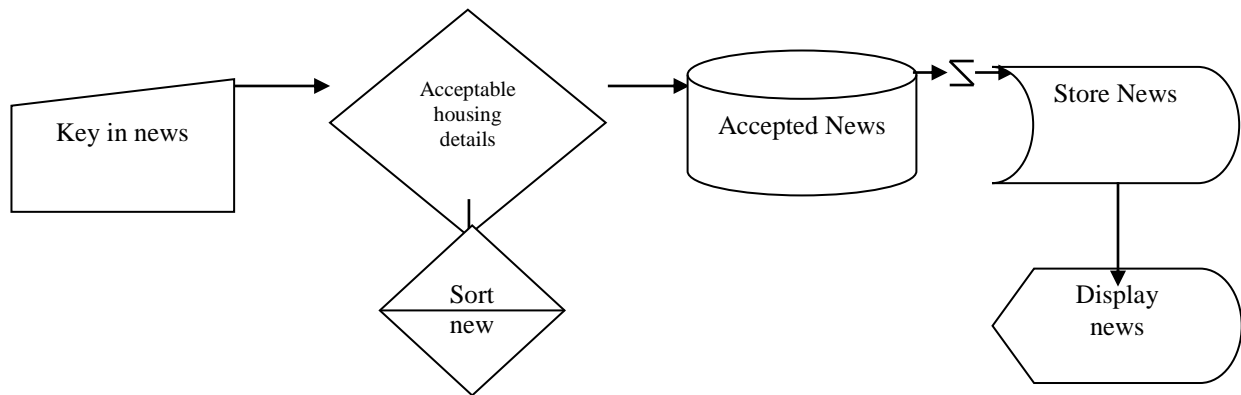 Key in news
Acceptable
housing
details
Accepted News
Store News
Sort
new
Display
news